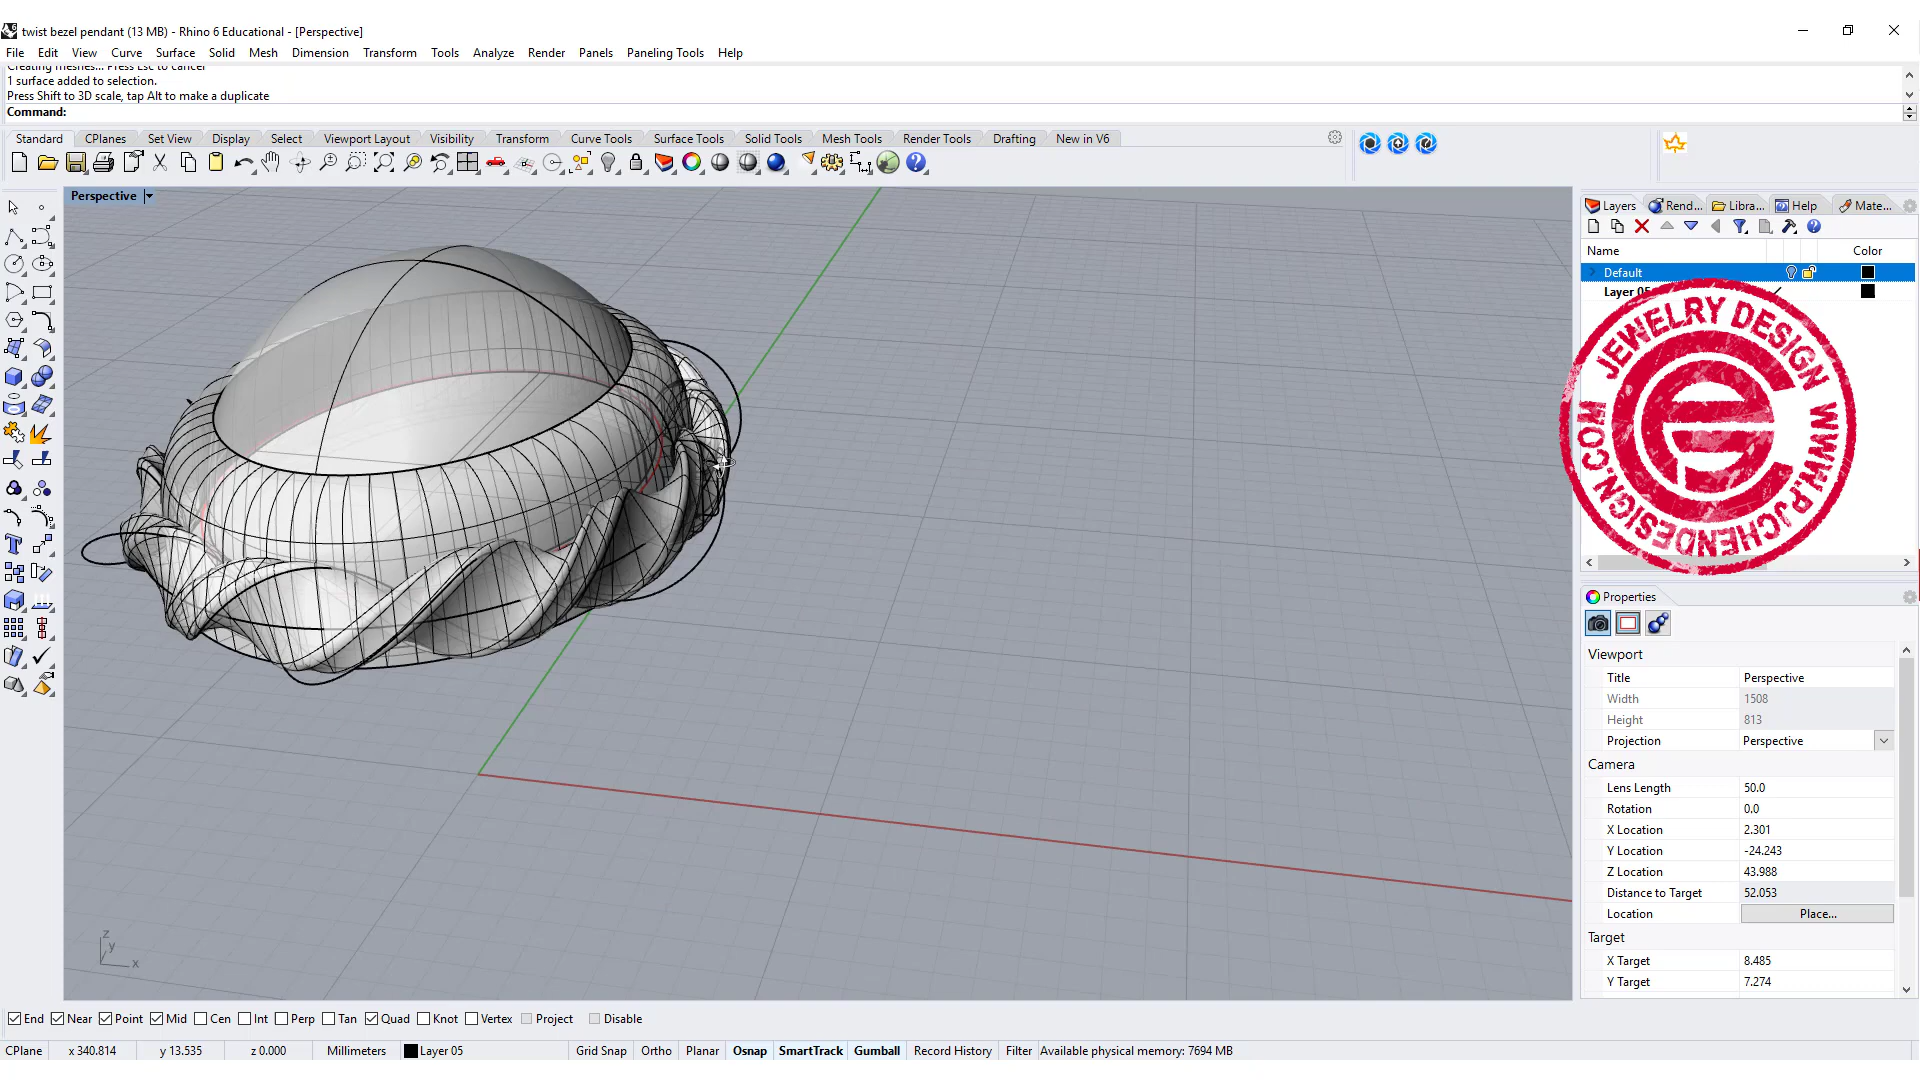 twist bezel pendant (13 MB) - Rhino 6 Educational - [Perspective]
File Edit View Curve Surface Solid Mesh Dimension Transform Tools Analyze Render Panels Paneling Tools Help
Creating meshes... Press Esc to cancel
1 surface added to selection.
Press Shift to 3D scale, tap Alt to make a duplicate
Command:
Standard CPlanes Set View Display Select Viewport Layout Visibility Transform Curve Tools Surface Tools Solid Tools Mesh Tools Render Tools Drafting New in V6
Perspective
Layers Rend... Libra... Help Mate...
Name Color
Default
Layer 05
JEWELRY DESIGN WWW.PJCHENDESIGN.COM
Properties
Viewport
Title Perspective
Width 1508
Height 813
Projection Perspective
Camera
Lens Length 50.0
Rotation 0.0
X Location 2.301
Y Location -24.243
Z Location 43.988
Distance to Target 52.053
Location Place...
Target
X Target 8.485
Y Target 7.274
z
y
x
End Near Point Mid Cen Int Perp Tan Quad Knot Vertex Project Disable
CPlane x 340.814 y 13.535 z 0.000 Millimeters Layer 05 Grid Snap Ortho Planar Osnap SmartTrack Gumball Record History Filter Available physical memory: 7694 MB